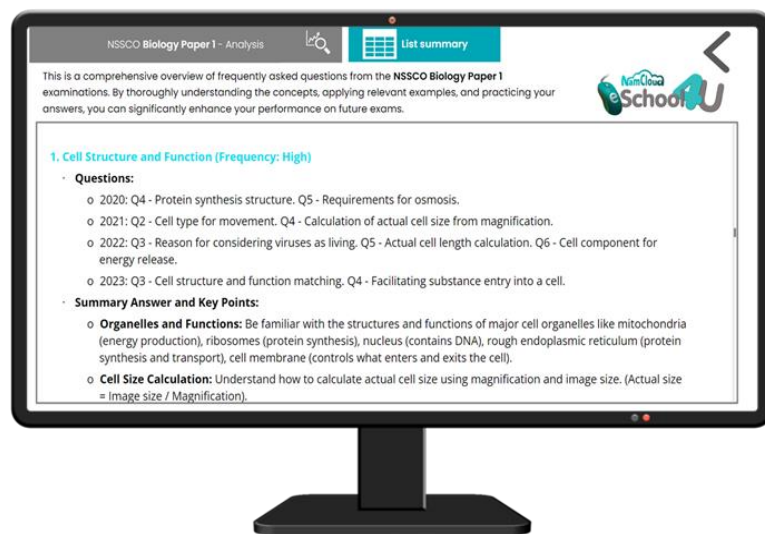 NSSCO Biology Paper 1 - Analysis
List summary
This is a comprehensive overview of frequently asked questions from the NSSCO Biology Paper 1
examinations. By thoroughly understanding the concepts, applying relevant examples, and practicing your
answers, you can significantly enhance your performance on future exams.
NamCloud
eSchool4U
1. Cell Structure and Function (Frequency: High)
· Questions:
o 2020: Q4 - Protein synthesis structure. Q5 - Requirements for osmosis.
o 2021: Q2 - Cell type for movement. Q4 - Calculation of actual cell size from magnification.
o 2022: Q3 - Reason for considering viruses as living. Q5 - Actual cell length calculation. Q6 - Cell component for
energy release.
o 2023: Q3 - Cell structure and function matching. Q4 - Facilitating substance entry into a cell.
· Summary Answer and Key Points:
o Organelles and Functions: Be familiar with the structures and functions of major cell organelles like mitochondria
(energy production), ribosomes (protein synthesis), nucleus (contains DNA), rough endoplasmic reticulum (protein
synthesis and transport), cell membrane (controls what enters and exits the cell).
o Cell Size Calculation: Understand how to calculate actual cell size using magnification and image size. (Actual size
= Image size / Magnification).